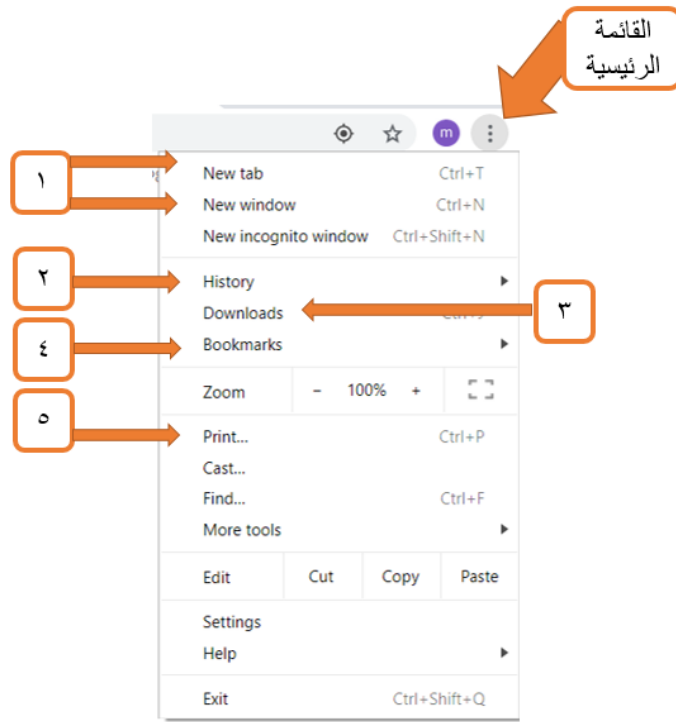 القائمة
الرئيسية
m
١
New tab Ctrl+T
New window Ctrl+N
New incognito window Ctrl+Shift+N
٢
History
٣
Downloads
٤
Bookmarks
Zoom - 100% +
٥
Print... Ctrl+P
Cast...
Find... Ctrl+F
More tools
Edit Cut Copy Paste
Settings
Help
Exit Ctrl+Shift+Q